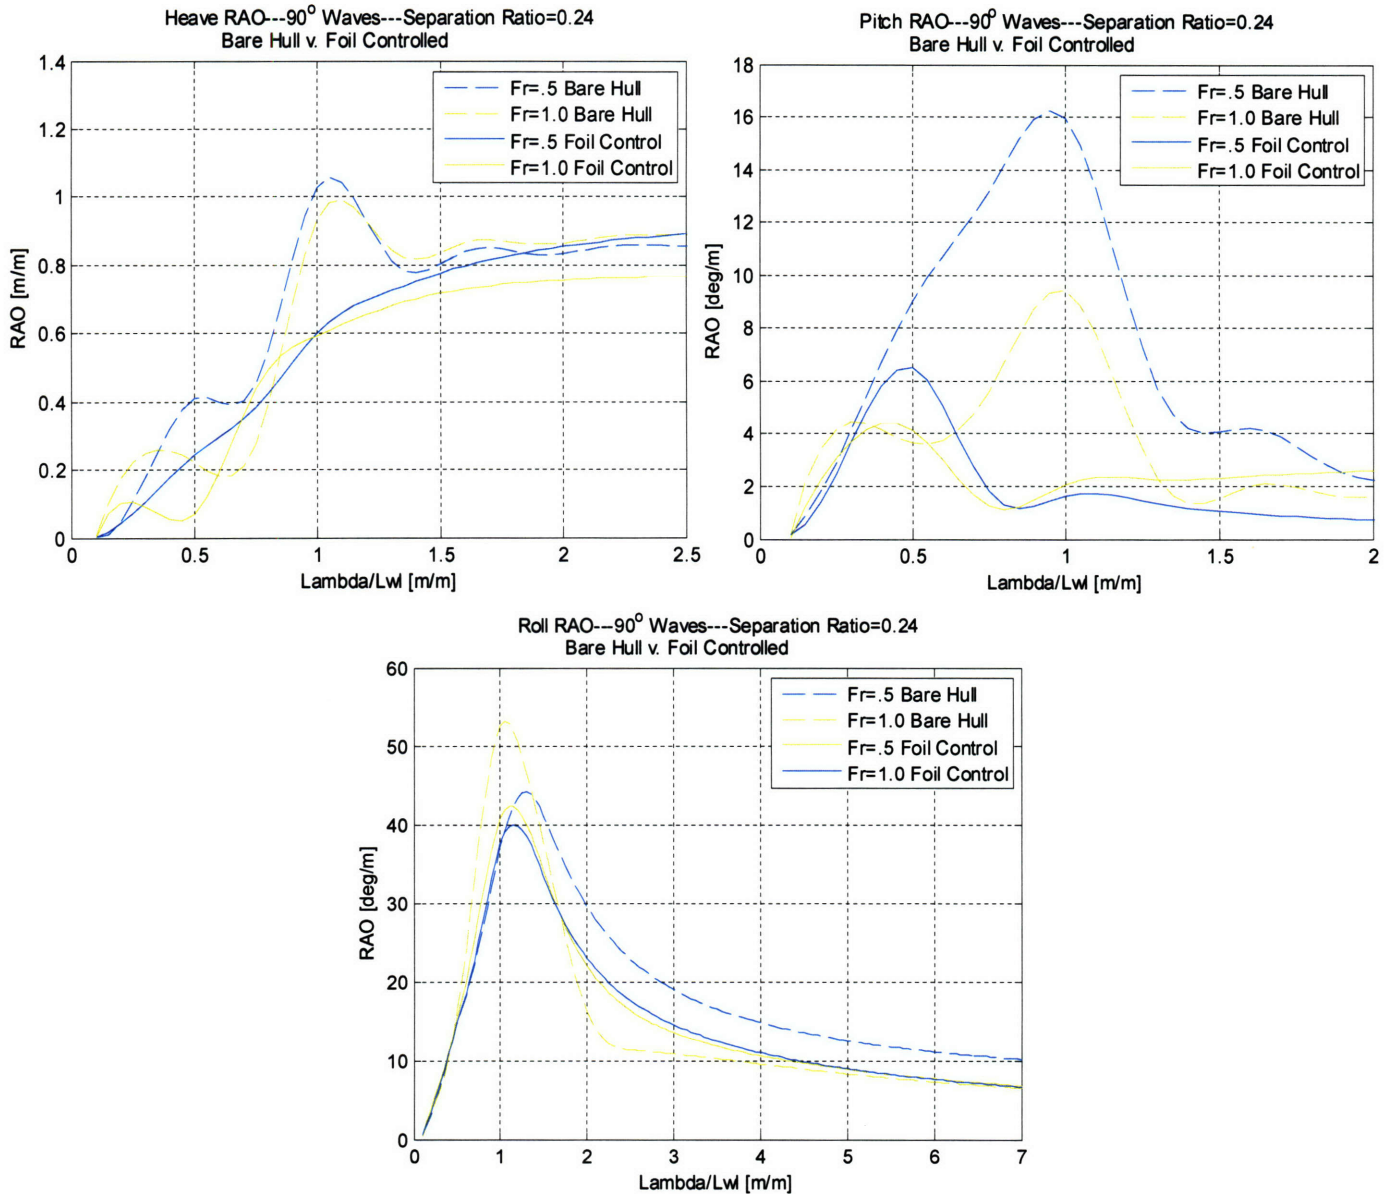 Heave RAO---90° Waves---Separation Ratio=0.24
Bare Hull v. Foil Controlled
1.4
1.2
1
0.8
0.6
0.4
0.2
0
RAO [m/m]
Fr=.5 Bare Hull
Fr=1.0 Bare Hull
Fr=.5 Foil Control
Fr=1.0 Foil Control
0 0.5 1 1.5 2 2.5
Lambda/Lwl [m/m]
Pitch RAO---90° Waves---Separation Ratio=0.24
Bare Hull v. Foil Controlled
18
16
14
12
10
8
6
4
2
0
RAO [deg/m]
Fr=.5 Bare Hull
Fr=1.0 Bare Hull
Fr=.5 Foil Control
Fr=1.0 Foil Control
0 0.5 1 1.5 2
Lambda/Lwl [m/m]
Roll RAO---90° Waves---Separation Ratio=0.24
Bare Hull v. Foil Controlled
60
50
40
30
20
10
0
RAO [deg/m]
Fr=.5 Bare Hull
Fr=1.0 Bare Hull
Fr=.5 Foil Control
Fr=1.0 Foil Control
0 1 2 3 4 5 6 7
Lambda/Lwl [m/m]